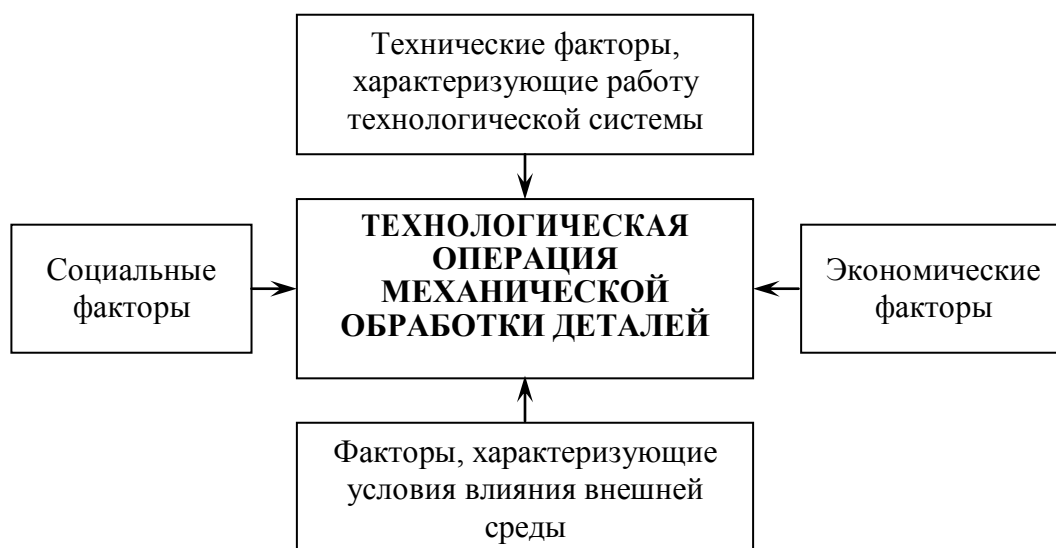 Технические факторы,
характеризующие работу
технологической системы
Социальные
факторы
ТЕХНОЛОГИЧЕСКАЯ
ОПЕРАЦИЯ
МЕХАНИЧЕСКОЙ
ОБРАБОТКИ ДЕТАЛЕЙ
Экономические
факторы
Факторы, характеризующие
условия влияния внешней
среды